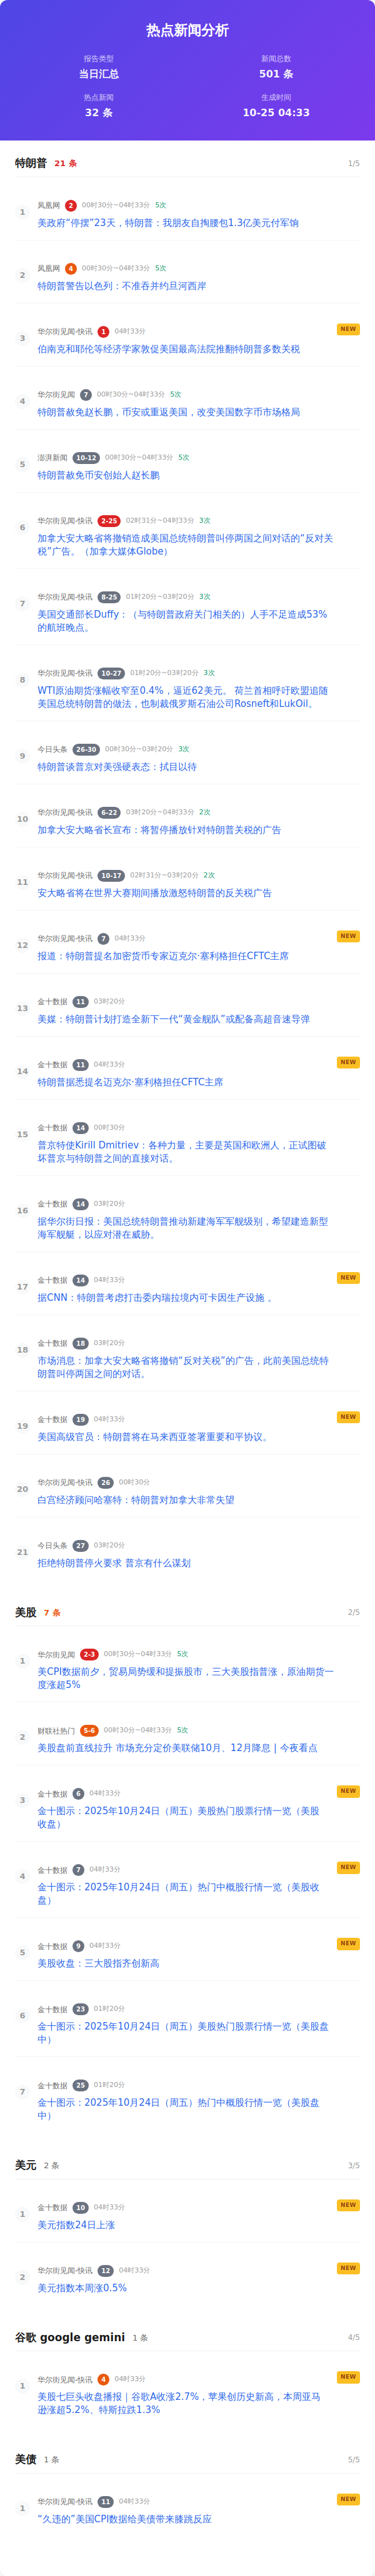 热点新闻分析
报告类型
新闻总数
当日汇总
501 条
热点新闻
生成时间
32 条
10-25 04:33
特朗普 21 条
1/5
1
凤凰网 2 00时30分~04时33分 5次
美政府“停摆”23天，特朗普：我朋友自掏腰包1.3亿美元付军饷
2
凤凰网 4 00时30分~04时33分 5次
特朗普警告以色列：不准吞并约旦河西岸
3
华尔街见闻-快讯 1 04时33分
NEW
伯南克和耶伦等经济学家敦促美国最高法院推翻特朗普多数关税
4
华尔街见闻 7 00时30分~04时33分 5次
特朗普赦免赵长鹏，币安或重返美国，改变美国数字货币市场格局
5
澎湃新闻 10-12 00时30分~04时33分 5次
特朗普赦免币安创始人赵长鹏
6
华尔街见闻-快讯 2-25 02时31分~04时33分 3次
加拿大安大略省将撤销造成美国总统特朗普叫停两国之间对话的“反对关
税”广告。（加拿大媒体Globe）
7
华尔街见闻-快讯 8-25 01时20分~03时20分 3次
美国交通部长Duffy：（与特朗普政府关门相关的）人手不足造成53%
的航班晚点。
8
华尔街见闻-快讯 10-27 01时20分~03时20分 3次
WTI原油期货涨幅收窄至0.4%，逼近62美元。 荷兰首相呼吁欧盟追随
美国总统特朗普的做法，也制裁俄罗斯石油公司Rosneft和LukOil。
9
今日头条 26-30 00时30分~03时20分 3次
特朗普谈普京对美强硬表态：拭目以待
10
华尔街见闻-快讯 6-22 03时20分~04时33分 2次
加拿大安大略省长宣布：将暂停播放针对特朗普关税的广告
11
华尔街见闻-快讯 10-17 02时31分~03时20分 2次
安大略省将在世界大赛期间播放激怒特朗普的反关税广告
12
华尔街见闻-快讯 7 04时33分
NEW
报道：特朗普提名加密货币专家迈克尔·塞利格担任CFTC主席
13
金十数据 11 03时20分
美媒：特朗普计划打造全新下一代“黄金舰队”或配备高超音速导弹
14
金十数据 11 04时33分
NEW
特朗普据悉提名迈克尔·塞利格担任CFTC主席
15
金十数据 14 00时30分
普京特使Kirill Dmitriev：各种力量，主要是英国和欧洲人，正试图破
坏普京与特朗普之间的直接对话。
16
金十数据 14 03时20分
据华尔街日报：美国总统特朗普推动新建海军军舰级别，希望建造新型
海军舰艇，以应对潜在威胁。
17
金十数据 14 04时33分
NEW
据CNN：特朗普考虑打击委内瑞拉境内可卡因生产设施 。
18
金十数据 18 03时20分
市场消息：加拿大安大略省将撤销“反对关税”的广告，此前美国总统特
朗普叫停两国之间的对话。
19
金十数据 19 04时33分
NEW
美国高级官员：特朗普将在马来西亚签署重要和平协议。
20
华尔街见闻-快讯 26 00时30分
白宫经济顾问哈塞特：特朗普对加拿大非常失望
21
今日头条 27 03时20分
拒绝特朗普停火要求 普京有什么谋划
美股 7 条
2/5
1
华尔街见闻 2-3 00时30分~04时33分 5次
美CPI数据前夕，贸易局势缓和提振股市，三大美股指普涨，原油期货一
度涨超5%
2
财联社热门 5-6 00时30分~04时33分 5次
美股盘前直线拉升 市场充分定价美联储10月、12月降息 | 今夜看点
3
金十数据 6 04时33分
NEW
金十图示：2025年10月24日（周五）美股热门股票行情一览（美股
收盘）
4
金十数据 7 04时33分
NEW
金十图示：2025年10月24日（周五）热门中概股行情一览（美股收
盘）
5
金十数据 9 04时33分
NEW
美股收盘：三大股指齐创新高
6
金十数据 23 01时20分
金十图示：2025年10月24日（周五）美股热门股票行情一览（美股盘
中）
7
金十数据 25 01时20分
金十图示：2025年10月24日（周五）热门中概股行情一览（美股盘
中）
美元 2 条
3/5
1
金十数据 10 04时33分
NEW
美元指数24日上涨
2
华尔街见闻-快讯 12 04时33分
NEW
美元指数本周涨0.5%
谷歌 google gemini 1 条
4/5
1
华尔街见闻-快讯 4 04时33分
NEW
美股七巨头收盘播报 | 谷歌A收涨2.7%，苹果创历史新高，本周亚马
逊涨超5.2%、特斯拉跌1.3%
美债 1 条
5/5
1
华尔街见闻-快讯 11 04时33分
NEW
“久违的”美国CPI数据给美债带来膝跳反应